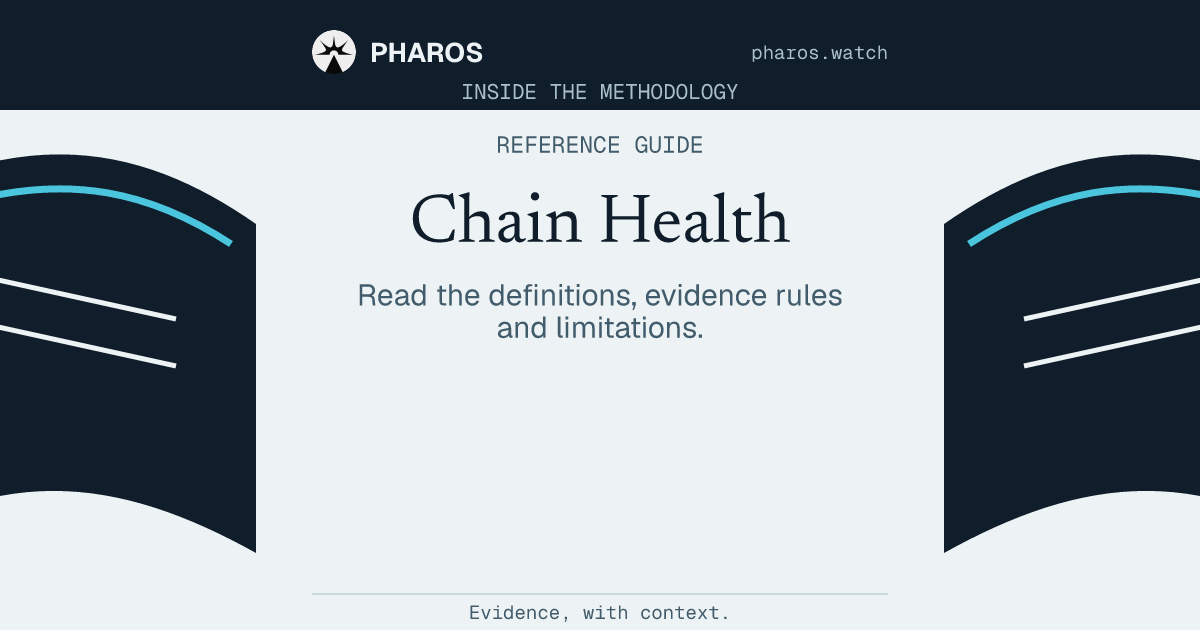 PHAROS
pharos.watch
INSIDE THE METHODOLOGY
REFERENCE GUIDE
Chain Health
Read the definitions, evidence rules
and limitations.
Evidence, with context.